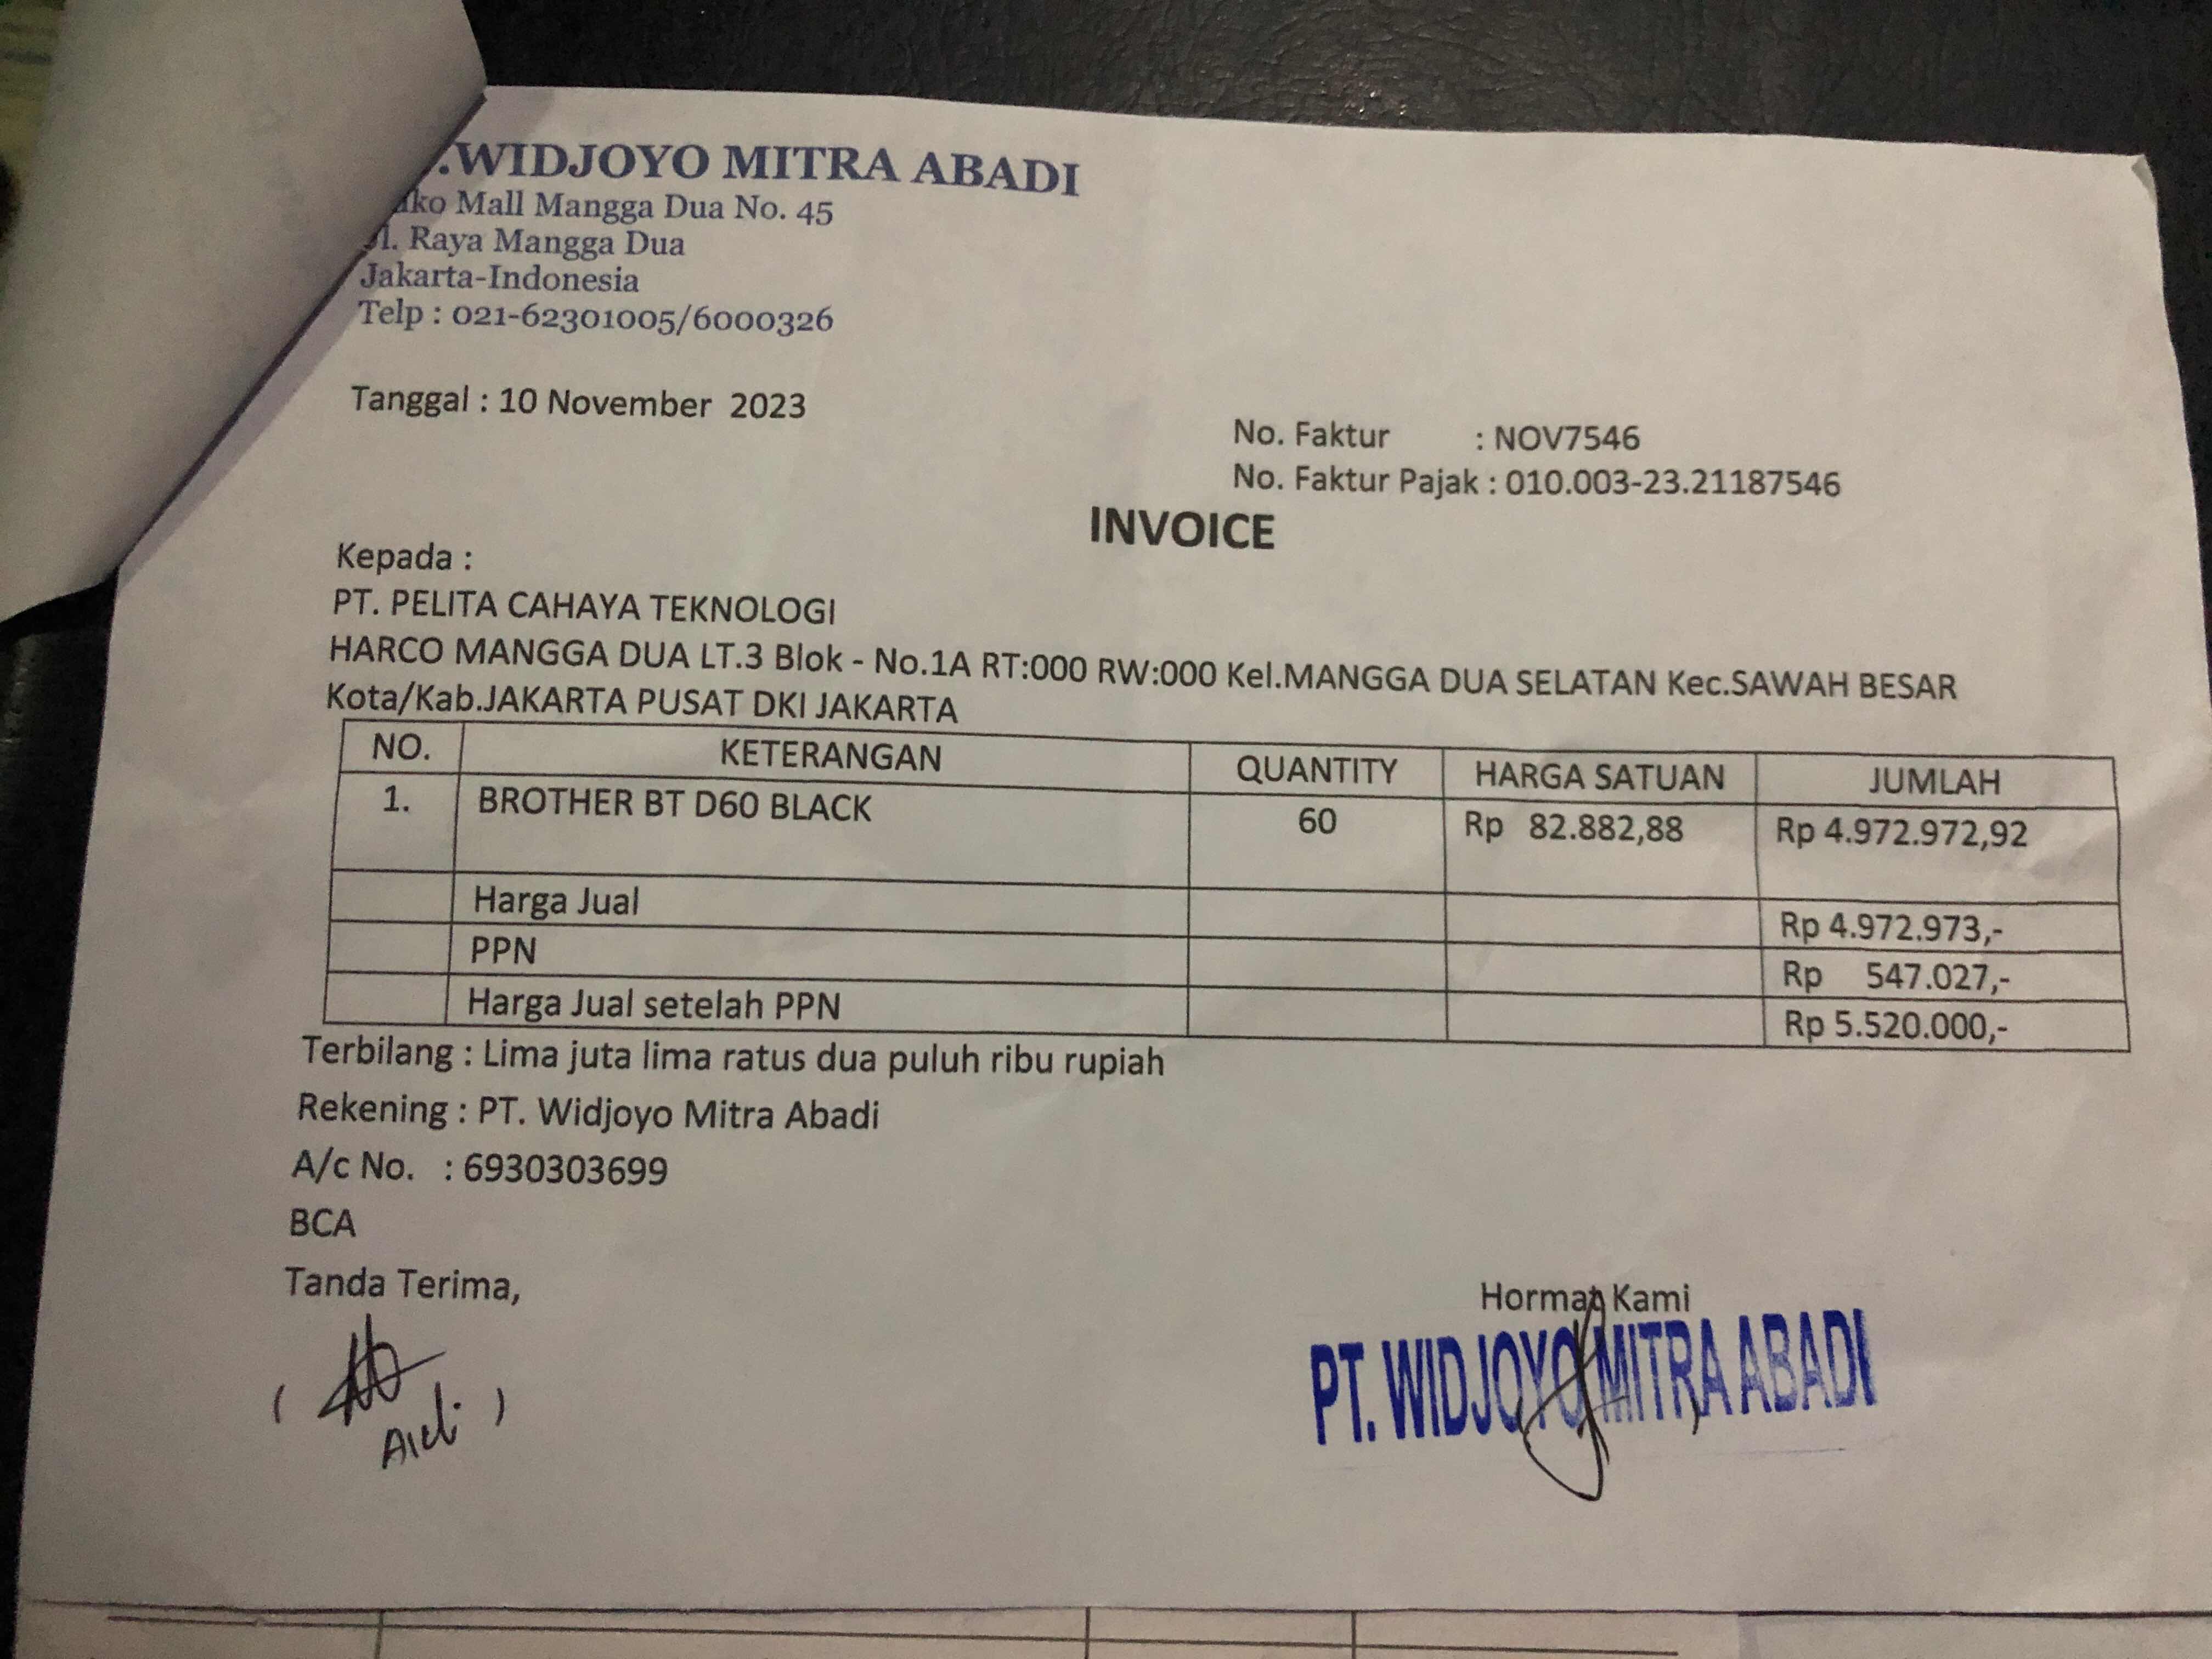 WIDJOYO MITRA ABADI
Mall Mangga Dua No. 45
Jl. Raya Mangga Dua
Jakarta-Indonesia
Telp : 021-62301005/6000326
Tanggal : 10 November 2023
No. Faktur : NOV7546
No. Faktur Pajak : 010.003-23.21187546
INVOICE
Kepada :
PT. PELITA CAHAYA TEKNOLOGI
HARCO MANGGA DUA LT.3 Blok - No.1A RT:000 RW:000 Kel.MANGGA DUA SELATAN Kec.SAWAH BESAR
Kota/Kab.JAKARTA PUSAT DKI JAKARTA
NO. KETERANGAN QUANTITY HARGA SATUAN JUMLAH
1. BROTHER BT D60 BLACK 60 Rp 82.882,88 Rp 4.972.972,92
Harga Jual Rp 4.972.973,-
PPN Rp 547.027,-
Harga Jual setelah PPN Rp 5.520.000,-
Terbilang : Lima juta lima ratus dua puluh ribu rupiah
Rekening : PT. Widjoyo Mitra Abadi
A/c No. : 6930303699
BCA
Tanda Terima,
Hormat Kami
PT. WIDJOYO MITRA ABADI
( Aldi )